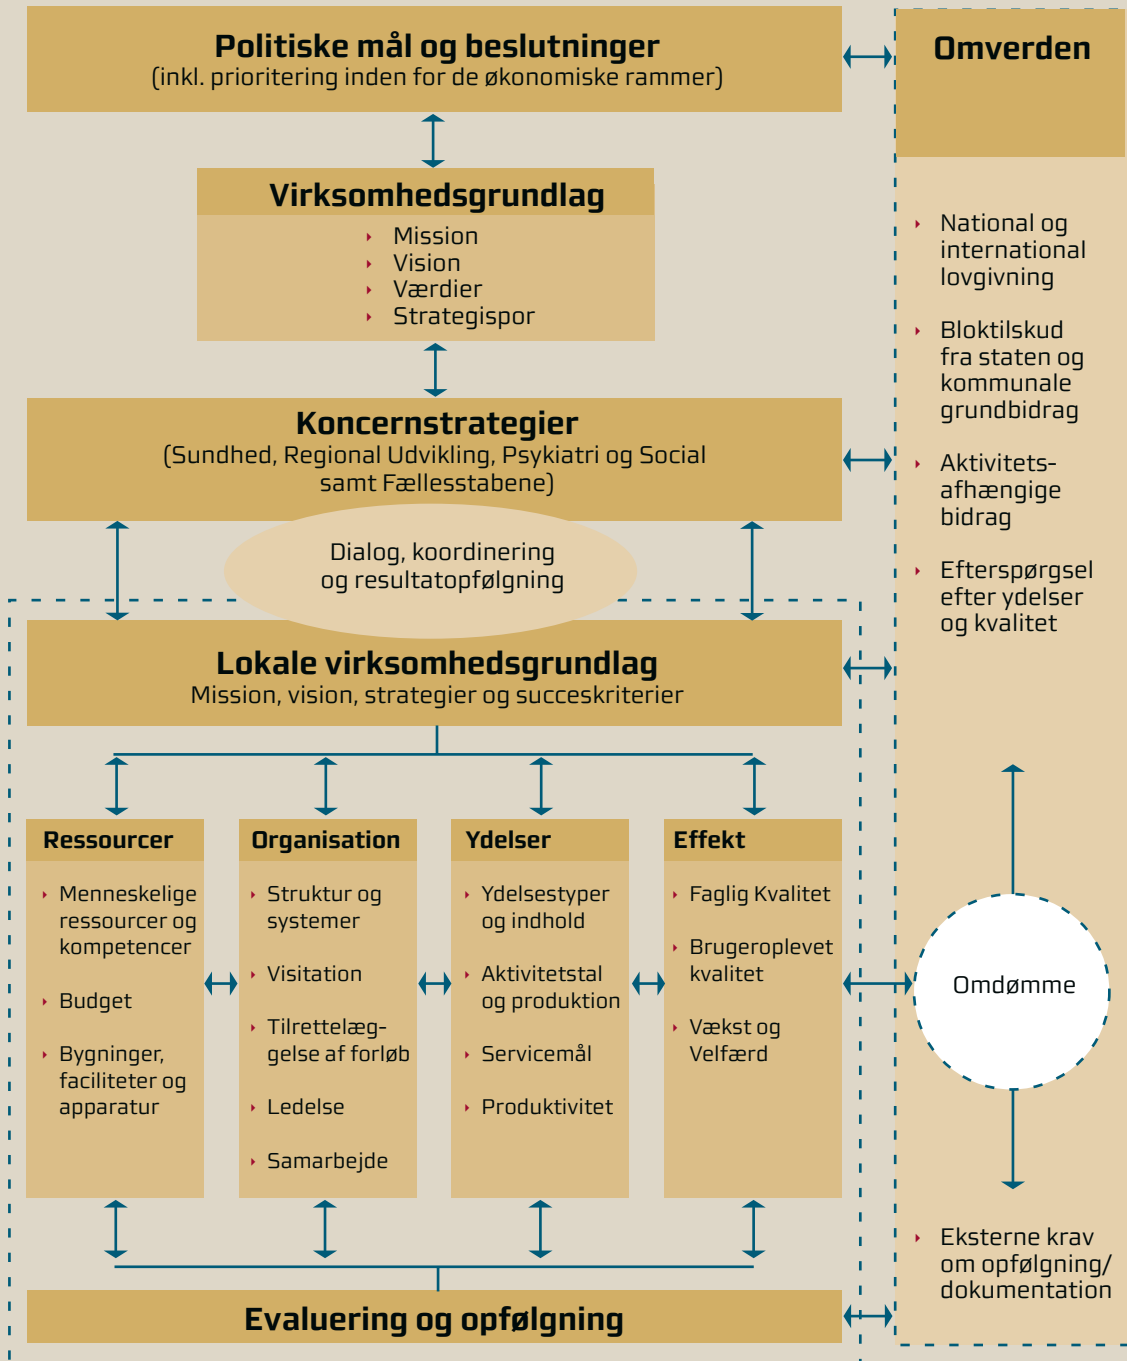 Politiske mål og beslutninger
(inkl. prioritering inden for de økonomiske rammer)
Virksomhedsgrundlag
Mission
Vision
Værdier
Strategispor
Koncernstrategier
(Sundhed, Regional Udvikling, Psykiatri og Social
samt Fællesstabene)
Dialog, koordinering
og resultatopfølgning
Lokale virksomhedsgrundlag
Mission, vision, strategier og succeskriterier
Ressourcer
Menneskelige
ressourcer og
kompetencer
Budget
Bygninger,
faciliteter og
apparatur
Organisation
Struktur og
systemer
Visitation
Tilrettelæg-
gelse af forløb
Ledelse
Samarbejde
Ydelser
Ydelsestyper
og indhold
Aktivitetstal
og produktion
Servicemål
Produktivitet
Effekt
Faglig Kvalitet
Brugeroplevet
kvalitet
Vækst og
Velfærd
Evaluering og opfølgning
Omverden
National og
international
lovgivning
Bloktilskud
fra staten og
kommunale
grundbidrag
Aktivitets-
afhængige
bidrag
Efterspørgsel
efter ydelser
og kvalitet
Omdømme
Eksterne krav
om opfølgning/
dokumentation